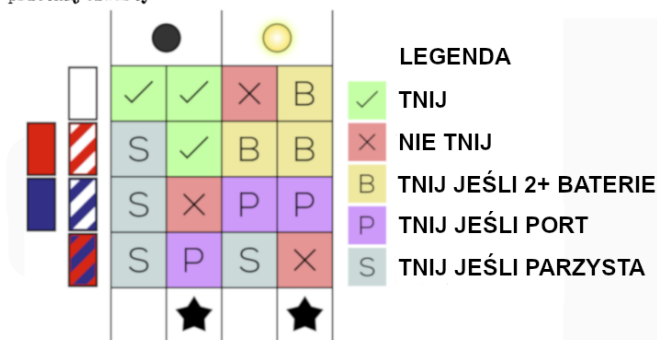 LEGENDA
✓ ✓ X B ✓ TNIJ
S ✓ B B X NIE TNIJ
B TNIJ JEŚLI 2+ BATERIE
S X P P P TNIJ JEŚLI PORT
S P S X S TNIJ JEŚLI PARZYSTA